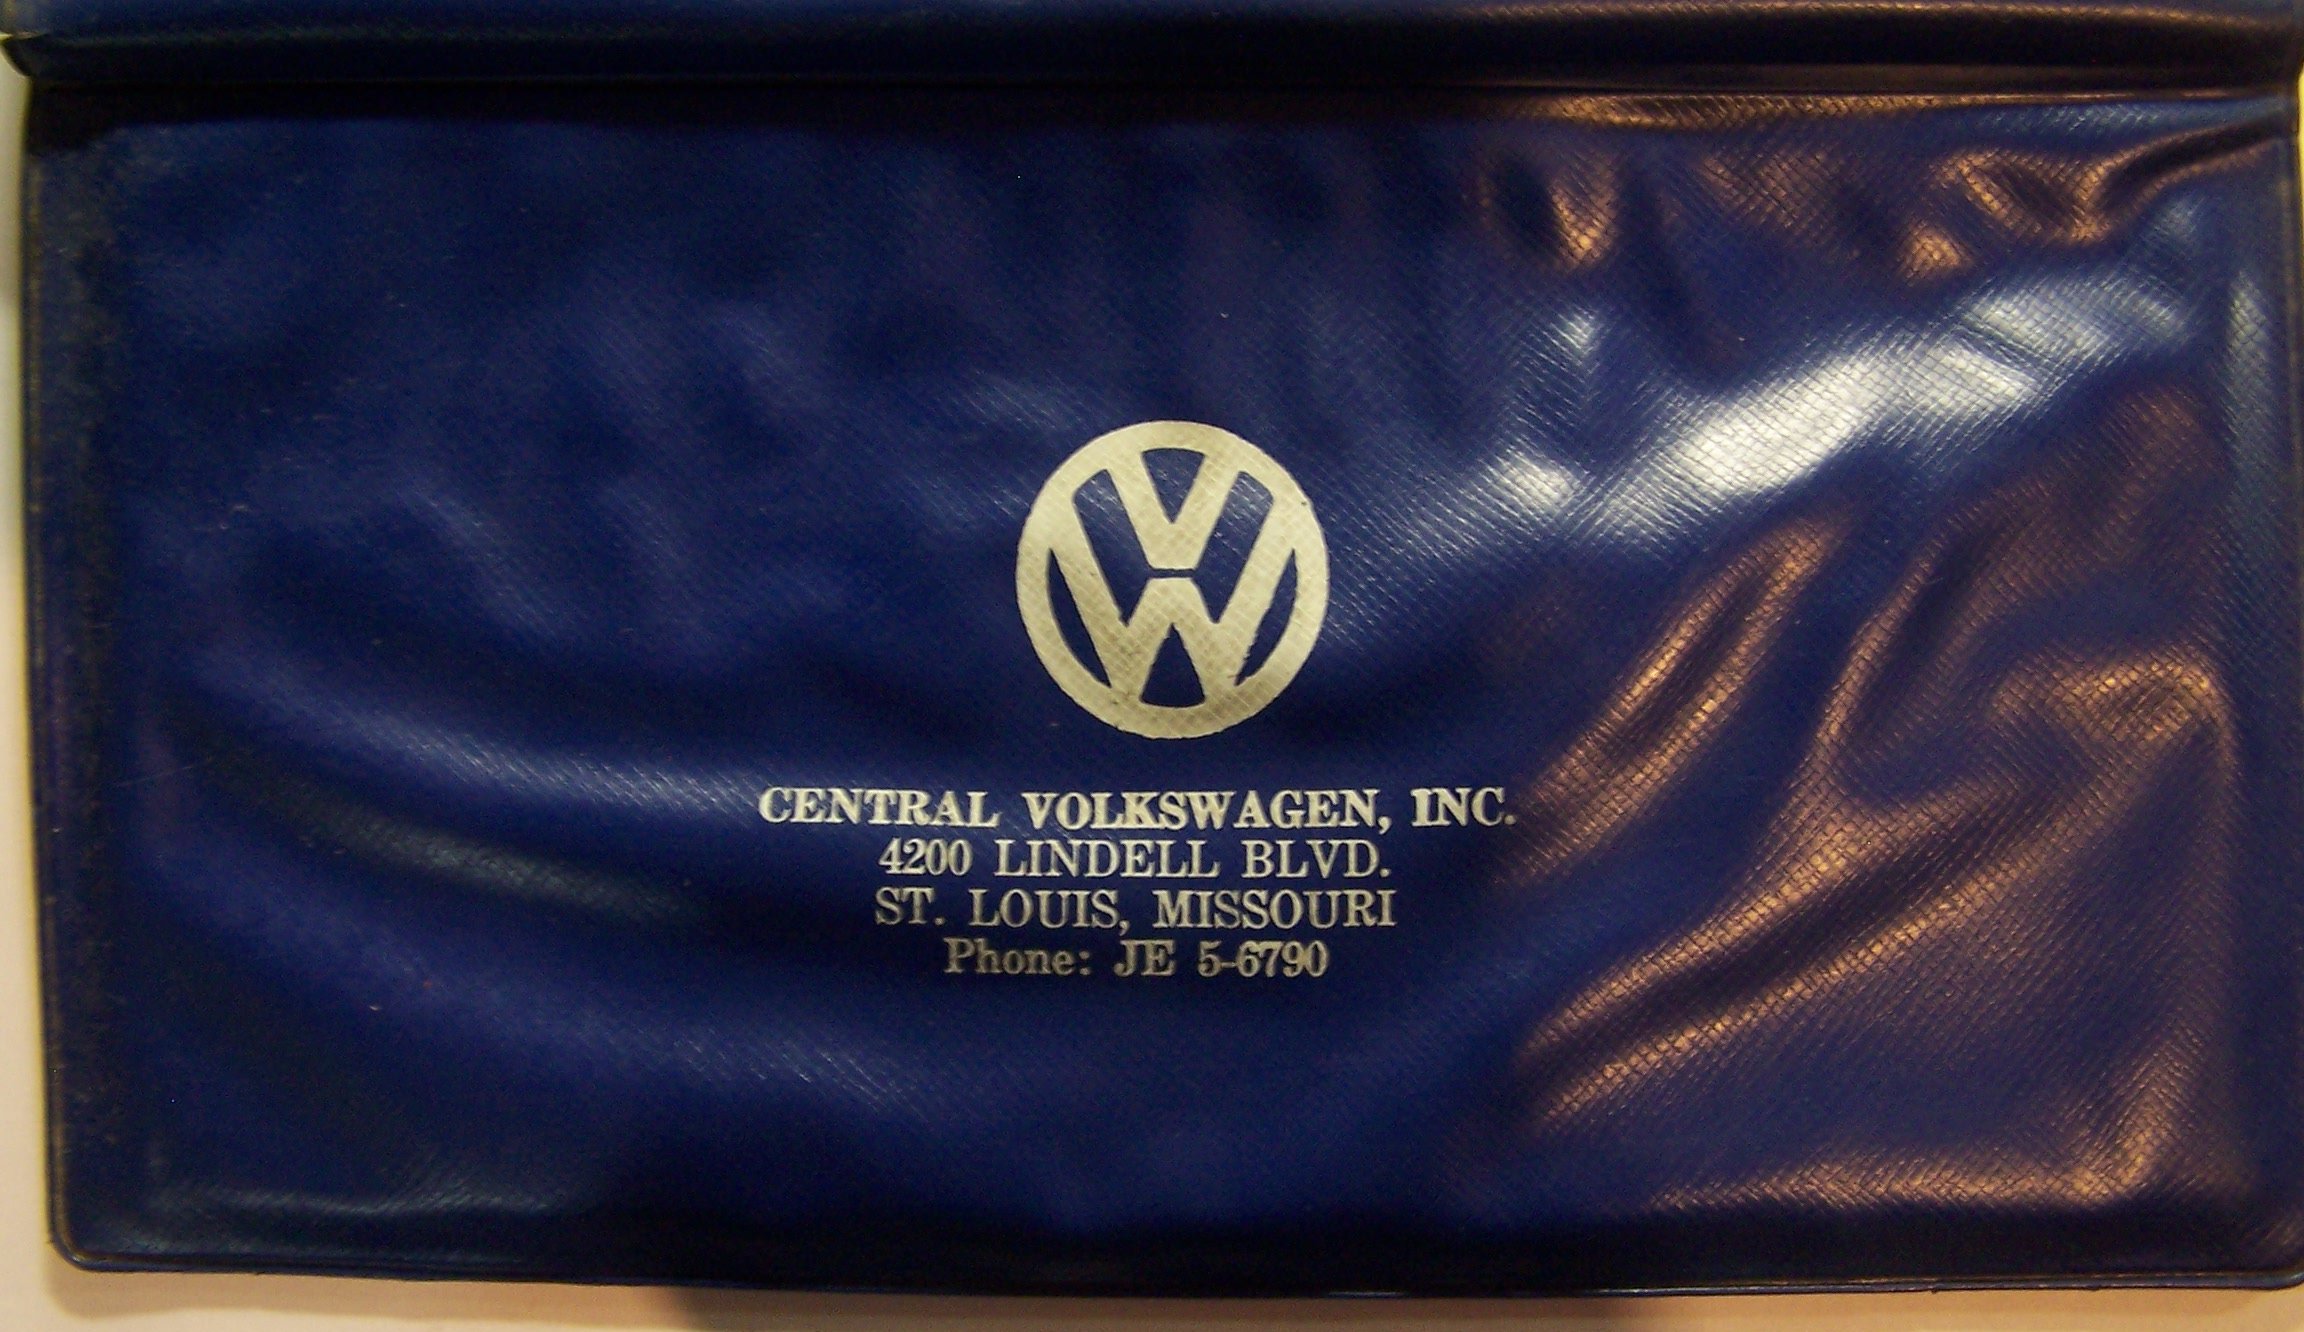 VW
CENTRAL VOLKSWAGEN, INC.
4200 LINDELL BLVD.
ST. LOUIS, MISSOURI
Phone: JE 5-6790